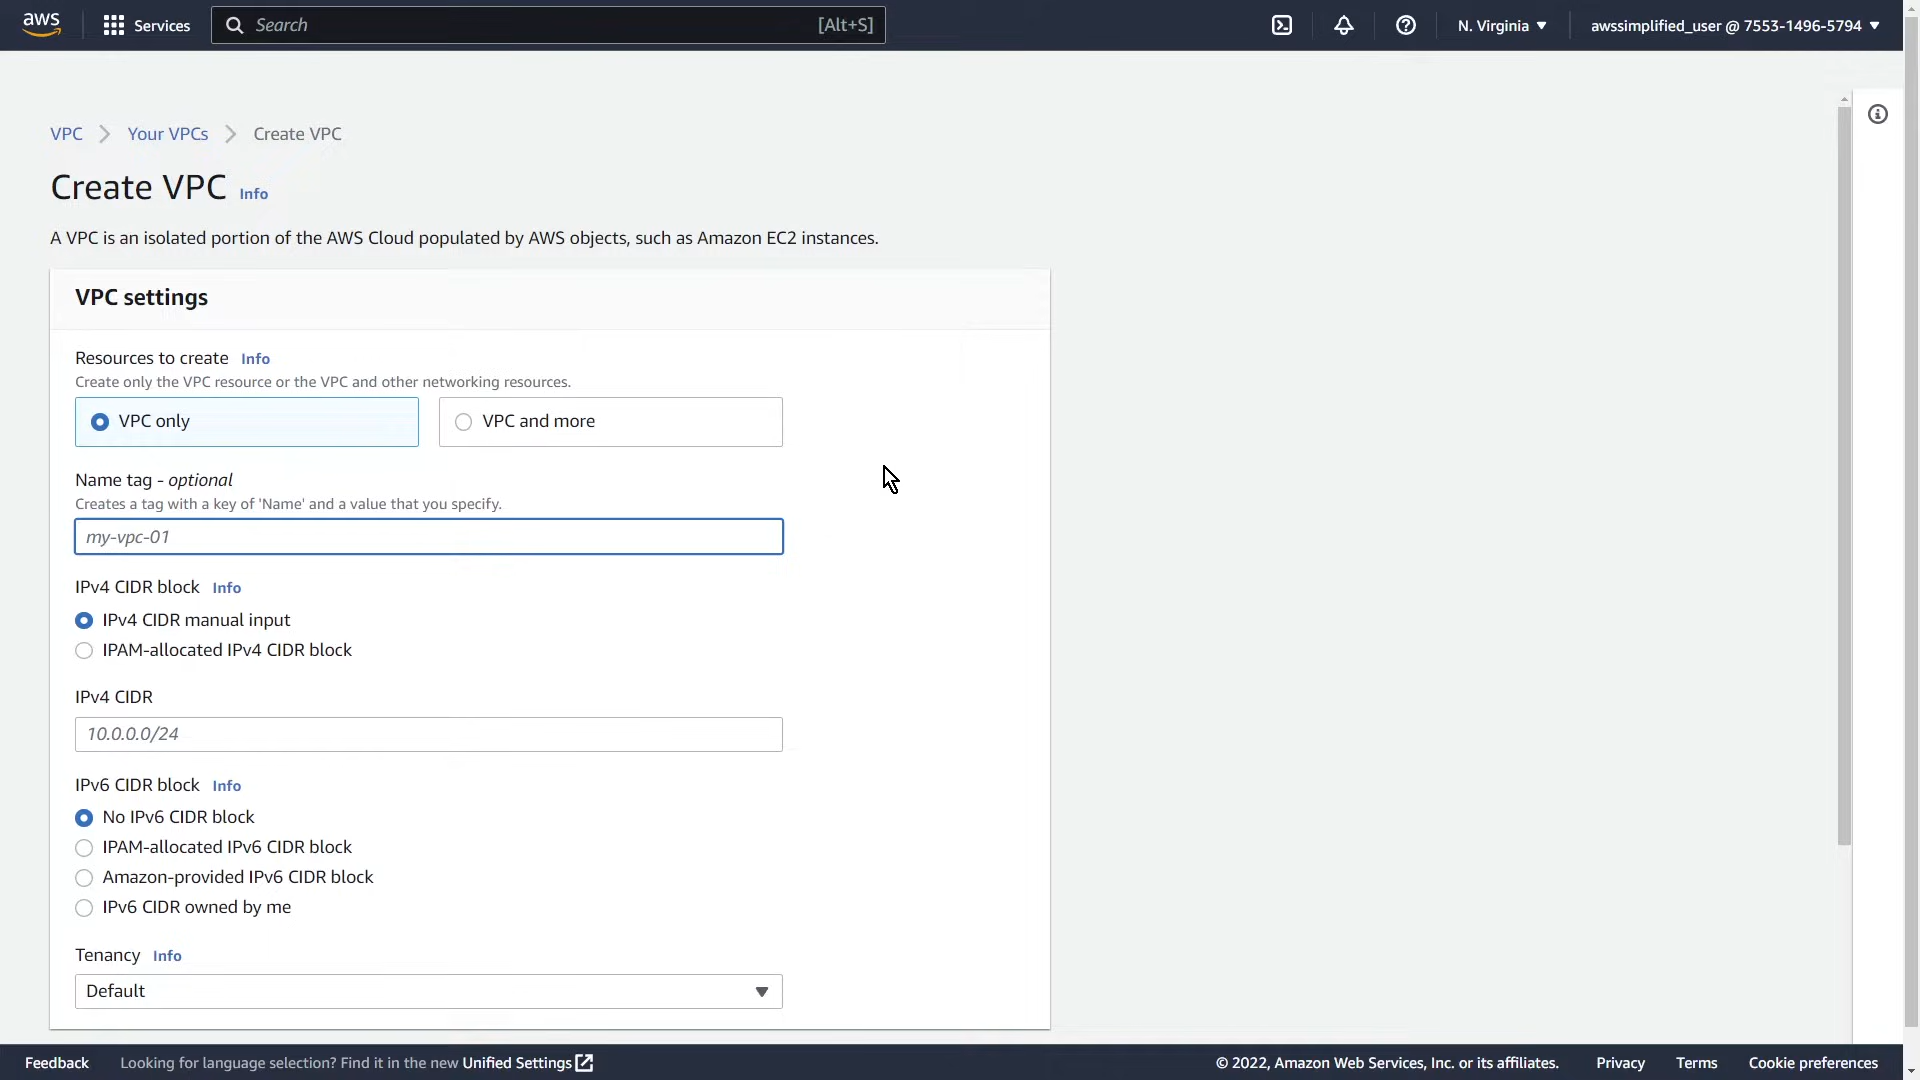 aws Services Search [Alt+S] N. Virginia awssimplified_user @ 7553-1496-5794
VPC Your VPCs Create VPC
Create VPC Info
A VPC is an isolated portion of the AWS Cloud populated by AWS objects, such as Amazon EC2 instances.
VPC settings
Resources to create Info
Create only the VPC resource or the VPC and other networking resources.
VPC only VPC and more
Name tag - optional
Creates a tag with a key of 'Name' and a value that you specify.
my-vpc-01
IPv4 CIDR block Info
IPv4 CIDR manual input
IPAM-allocated IPv4 CIDR block
IPv4 CIDR
10.0.0.0/24
IPv6 CIDR block Info
No IPv6 CIDR block
IPAM-allocated IPv6 CIDR block
Amazon-provided IPv6 CIDR block
IPv6 CIDR owned by me
Tenancy Info
Default
Feedback Looking for language selection? Find it in the new Unified Settings © 2022, Amazon Web Services, Inc. or its affiliates. Privacy Terms Cookie preferences